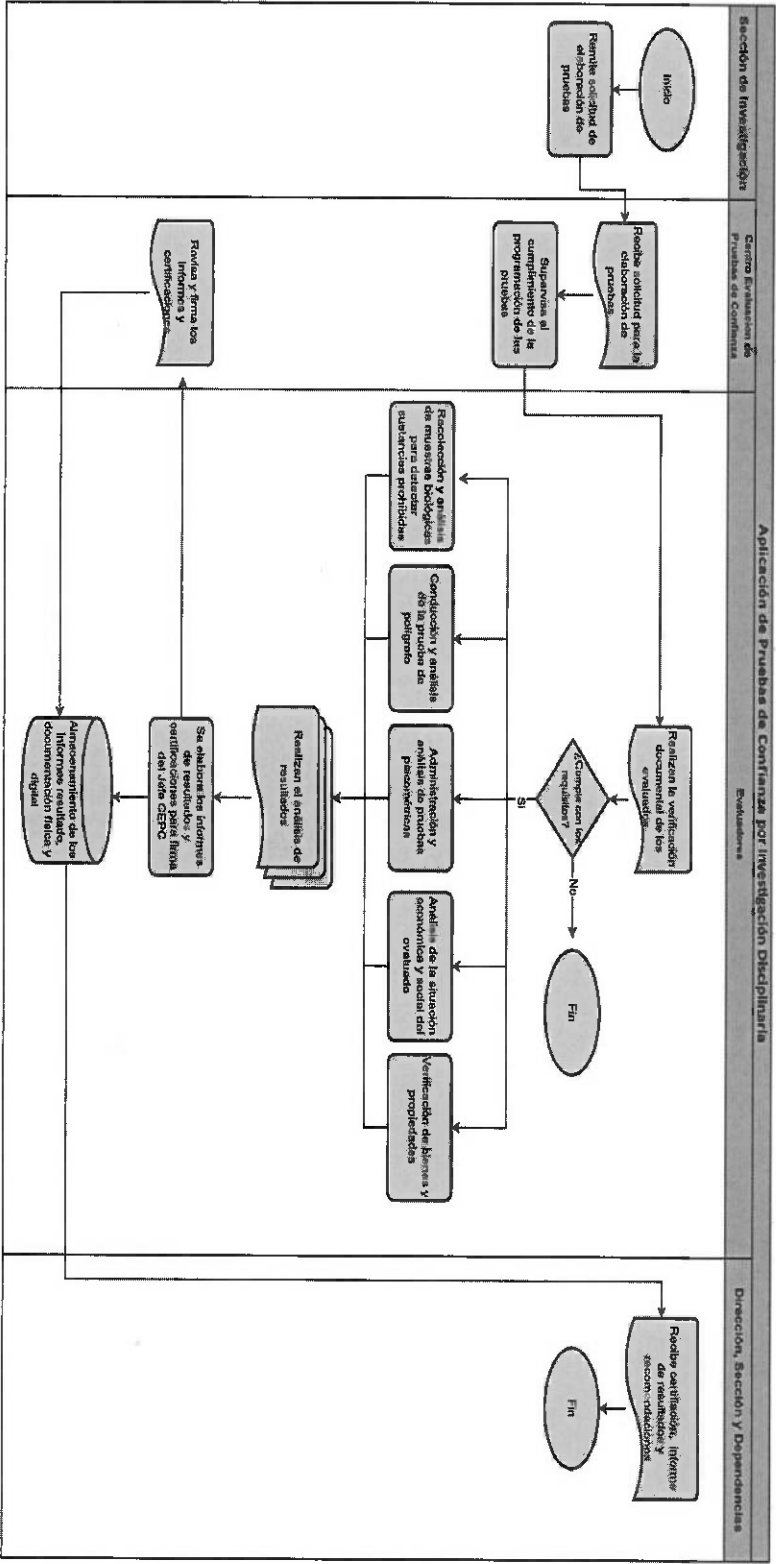 Aplicación de Pruebas de Confianza por Investigación Disciplinaria
Sección de Investigación
Centro Evaluacion de
Pruebas de Confianza
Evaluadores
Dirección, Sección y Dependencias
Inicio
Remite solicitud de
elaboración de
pruebas
Recibe solicitud para la
elaboración de
pruebas
Supervisa el
cumplimiento de la
programación de las
pruebas
Realizan la verificación
documental de los
evaluados
¿Cumple con los
requisitos?
No
Fin
Si
Recolección y análisis
de muestras biológicas
para detectar
sustancias prohibidas
Conducción y análisis
de la prueba de
polígrafo
Administración y
análisis de pruebas
psicométricas
Análisis de la situación
económica y social del
evaluado
Verificación de bienes y
propiedades
Realizan el análisis de
resultados
Se elabora los informes
de resultados y
certificaciones para firma
del Jefe CEPC
Revisa y firma los
informes y
certificaciones
Almacenamiento de los
informes resultado,
documentación física y
digital
Recibe certificación, informe
de resultados y
recomendaciones
Fin